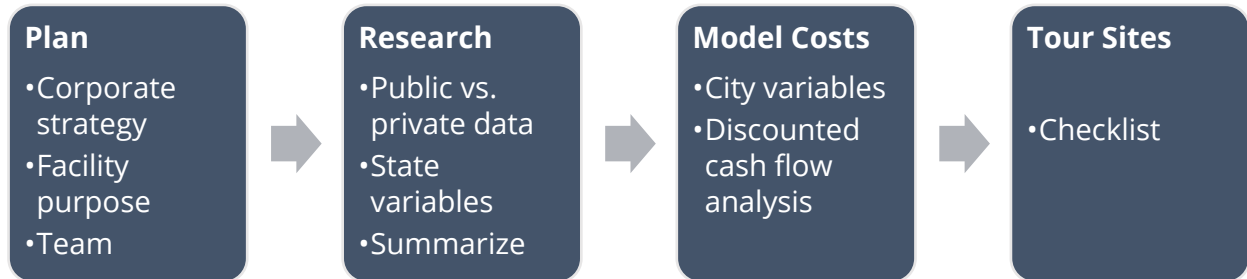 Plan
•Corporate
strategy
•Facility
purpose
•Team
Research
•Public vs.
private data
•State
variables
•Summarize
Model Costs
•City variables
•Discounted
cash flow
analysis
Tour Sites
•Checklist